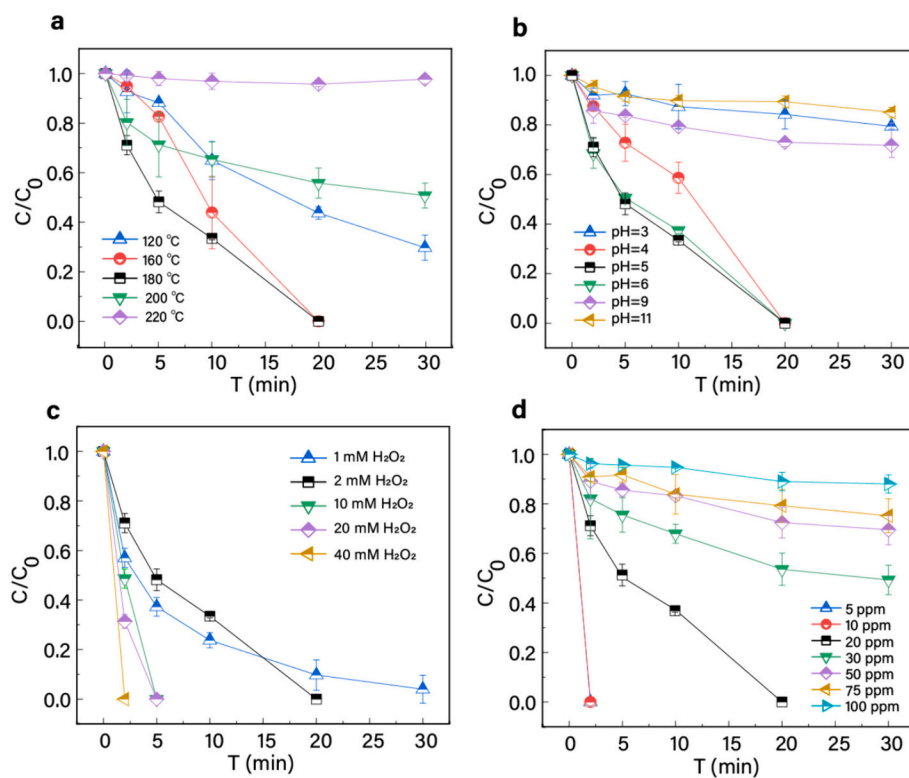 a
1.0
0.8
0.6
0.4
0.2
0.0
C/C0
120 °C
160 °C
180 °C
200 °C
220 °C
0 5 10 15 20 25 30
T (min)
b
1.0
0.8
0.6
0.4
0.2
0.0
C/C0
pH=3
pH=4
pH=5
pH=6
pH=9
pH=11
0 5 10 15 20 25 30
T (min)
c
1.0
0.8
0.6
0.4
0.2
0.0
C/C0
1 mM H₂O₂
2 mM H₂O₂
10 mM H₂O₂
20 mM H₂O₂
40 mM H₂O₂
0 5 10 15 20 25 30
T (min)
d
1.0
0.8
0.6
0.4
0.2
0.0
C/C0
5 ppm
10 ppm
20 ppm
30 ppm
50 ppm
75 ppm
100 ppm
0 5 10 15 20 25 30
T (min)